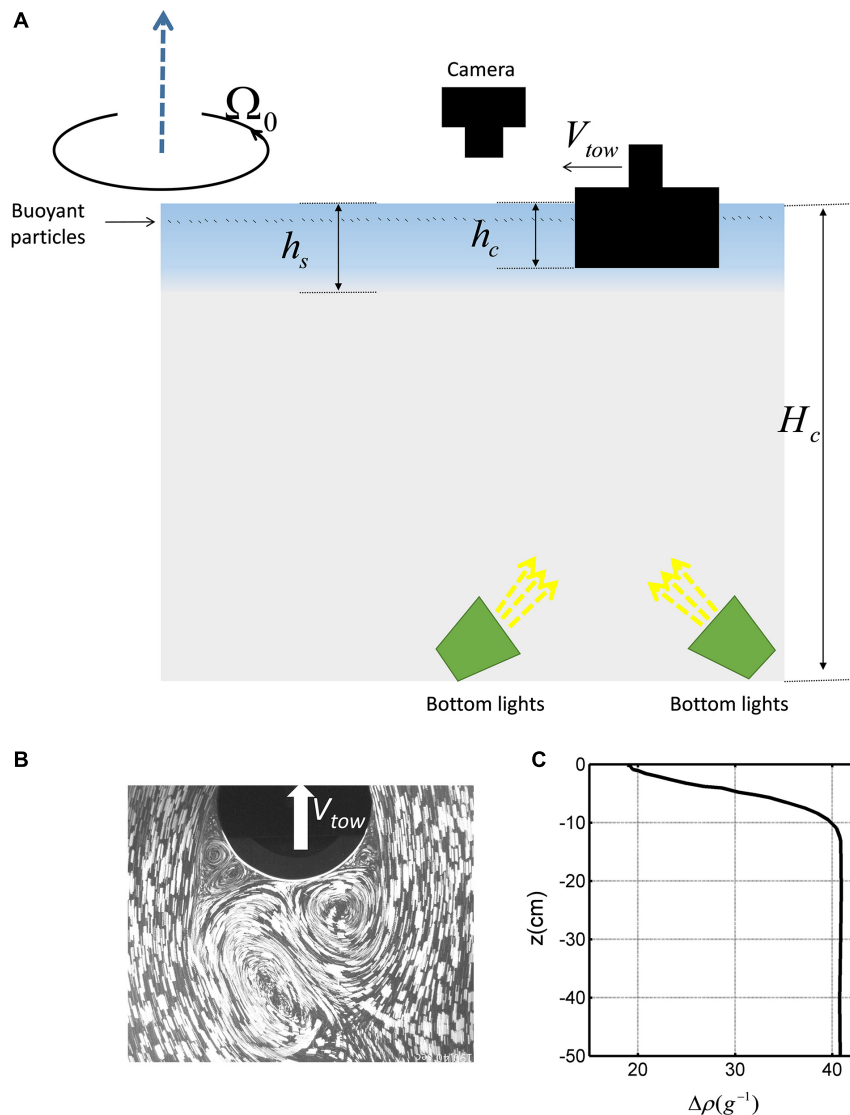 A
Ω0
Camera
Vtow
Buoyant
particles
hs
hc
Hc
Bottom lights
Bottom lights
B
Vtow
C
0
-10
-20
-30
-40
-50
z(cm)
20
30
40
Δρ(g⁻¹)